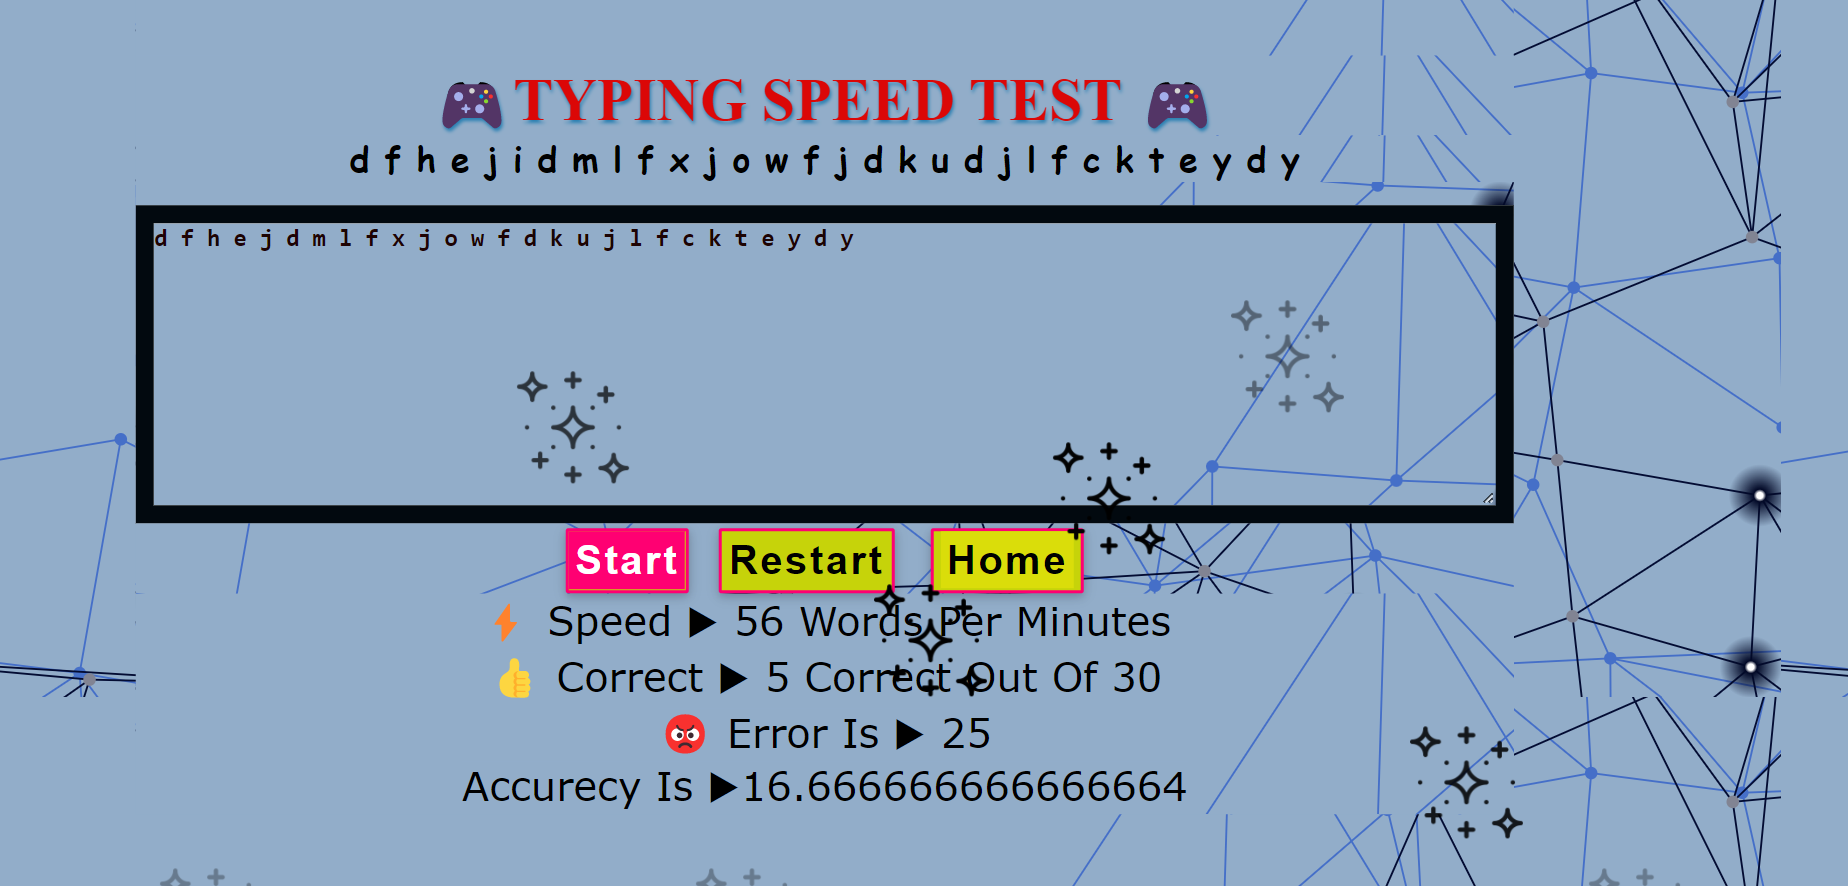 🎮 TYPING SPEED TEST 🎮
d f h e j i d m l f x j o w f j d k u d j l f c k t e y d y
d f h e j d m l f x j o w f d k u j l f c k t e y d y
Start Restart Home
⚡ Speed ▶ 56 Words Per Minutes
👍 Correct ▶ 5 Correct Out Of 30
😡 Error Is ▶ 25
Accurecy Is ▶16.666666666666664